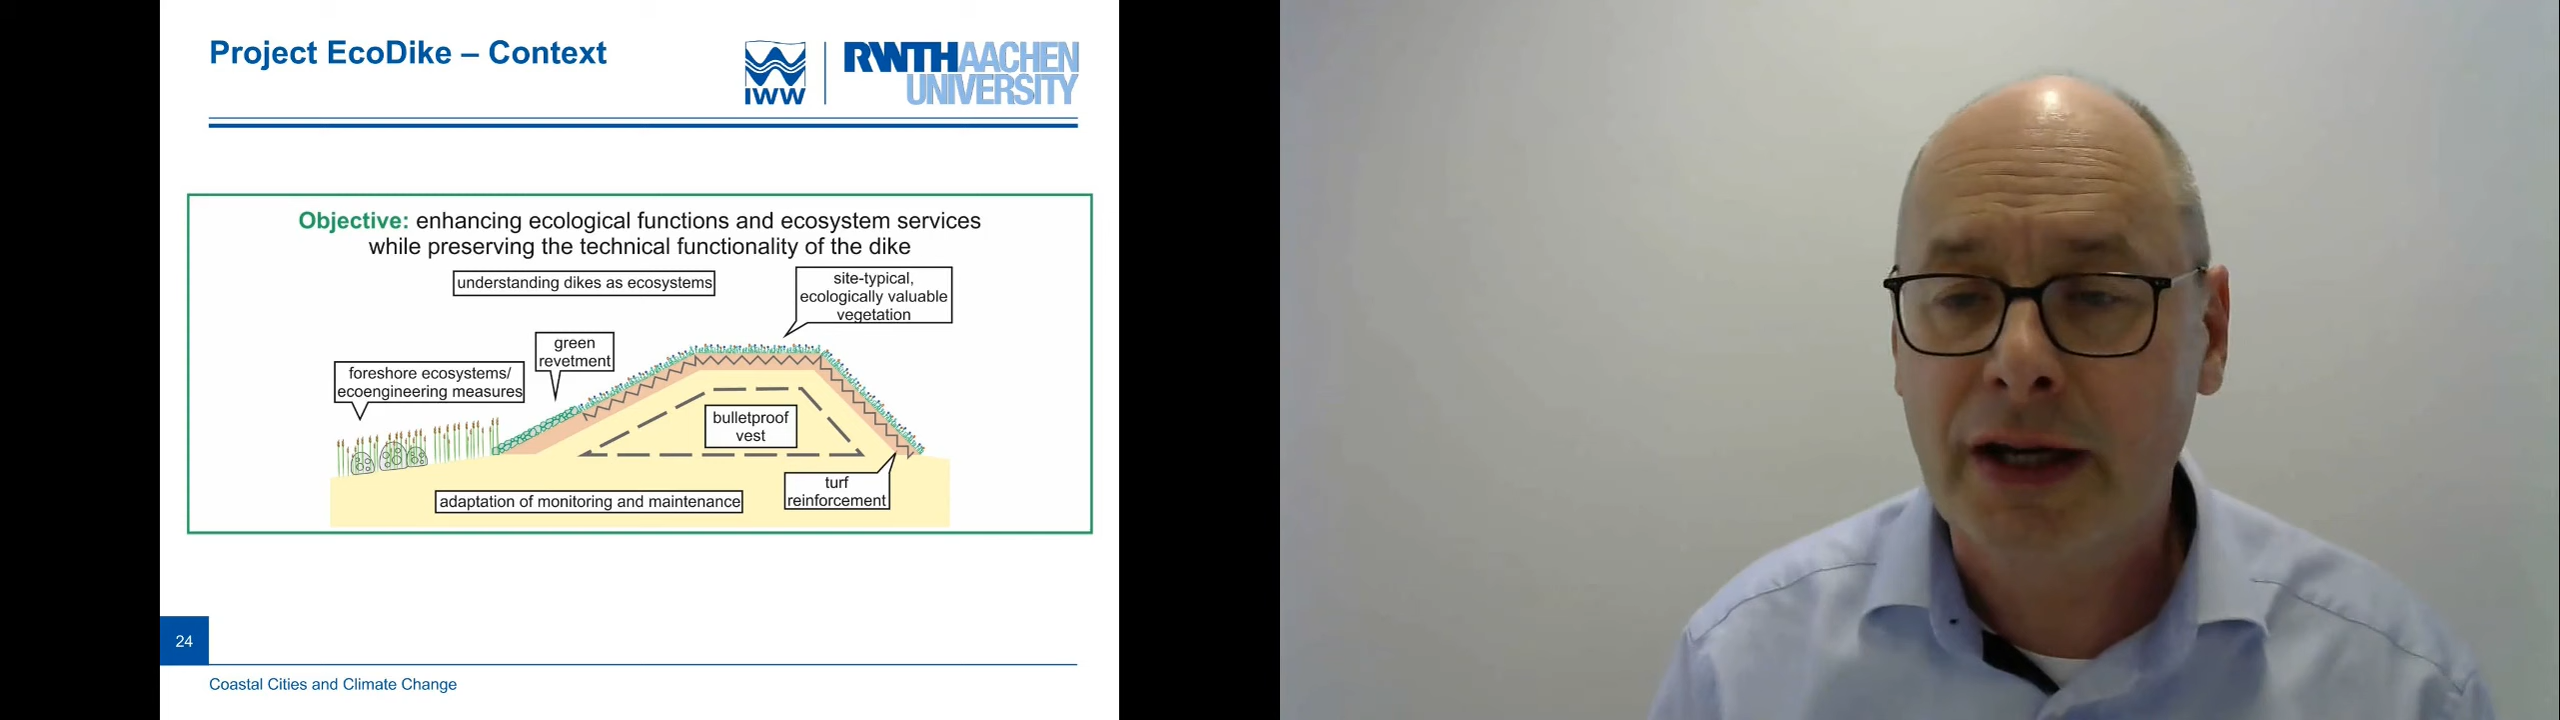 Project EcoDike – Context
IWW
RWTHAACHEN
UNIVERSITY
Objective: enhancing ecological functions and ecosystem services
while preserving the technical functionality of the dike
understanding dikes as ecosystems
site-typical,
ecologically valuable
vegetation
green
revetment
foreshore ecosystems/
ecoengineering measures
bulletproof
vest
turf
reinforcement
adaptation of monitoring and maintenance
24
Coastal Cities and Climate Change